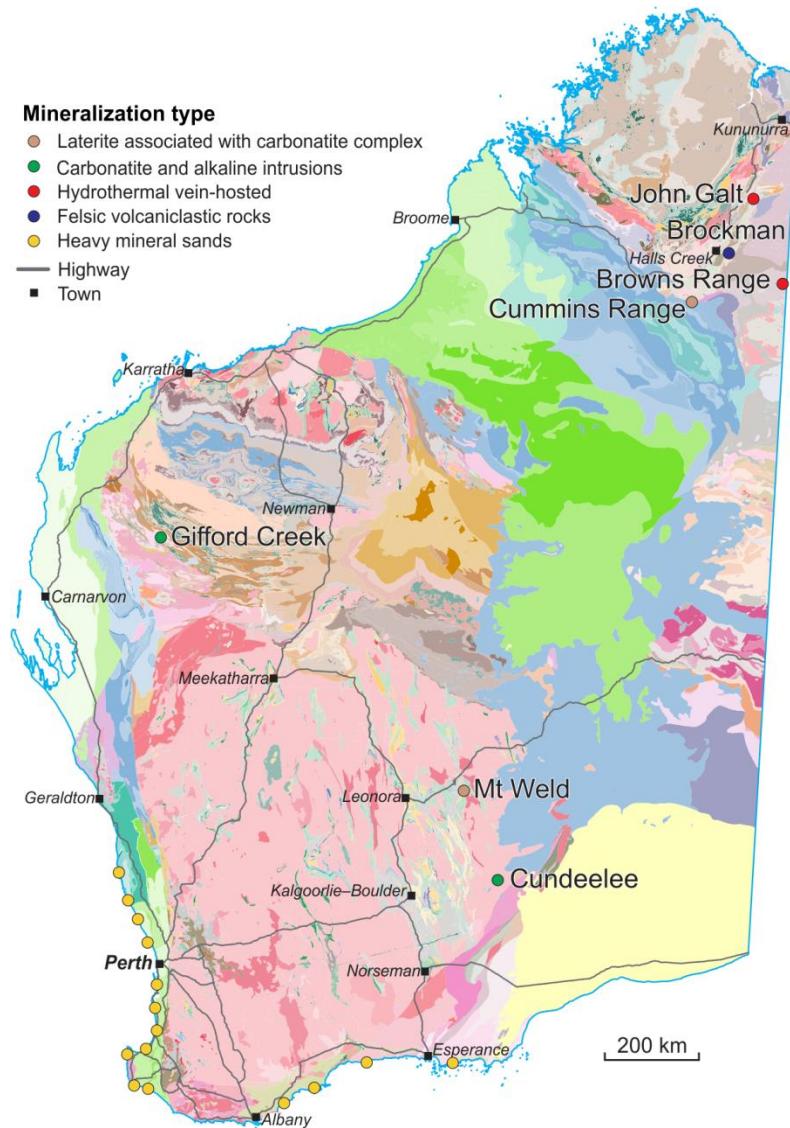 Mineralization type
Laterite associated with carbonatite complex
Carbonatite and alkaline intrusions
Hydrothermal vein-hosted
Felsic volcaniclastic rocks
Heavy mineral sands
Highway
Town
Kununurra
John Galt
Broome
Brockman
Halls Creek
Browns Range
Cummins Range
Karratha
Newman
Gifford Creek
Carnarvon
Meekatharra
Geraldton
Leonora
Mt Weld
Cundeelee
Kalgoorlie–Boulder
Perth
Norseman
Esperance
200 km
Albany